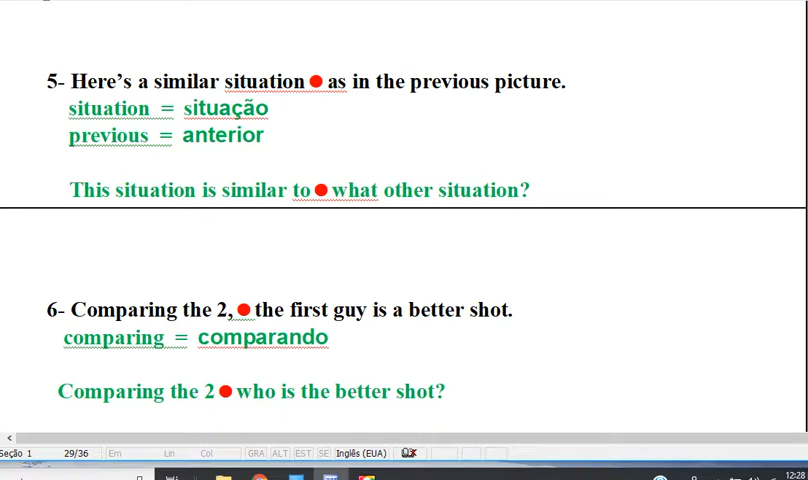 5- Here's a similar situation ● as in the previous picture.
situation = situação
previous = anterior
This situation is similar to ● what other situation?
6- Comparing the 2, ● the first guy is a better shot.
comparing = comparando
Comparing the 2 ● who is the better shot?
Seção 1 29/36 Em Lin Col GRA ALT EST SE Inglês (EUA)
12:28